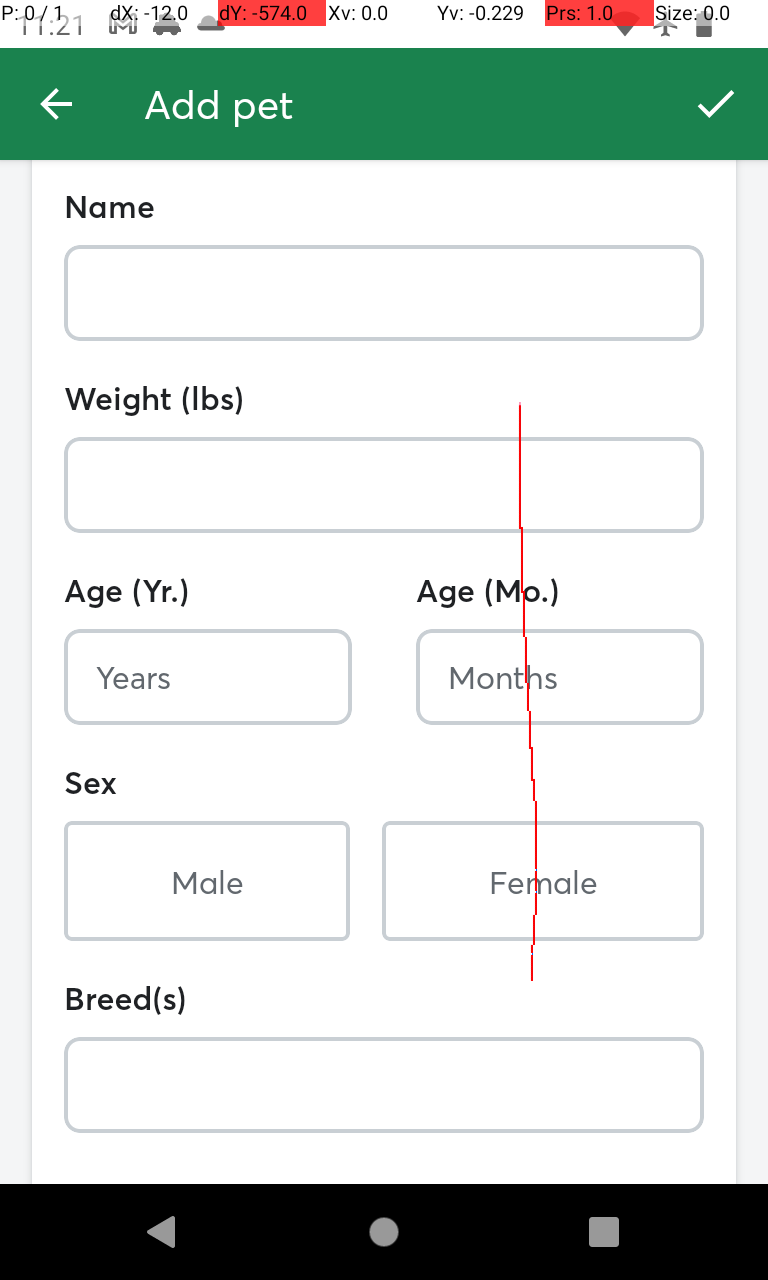 P: 0 / 1 dX: -12.0 dY: -574.0 Xv: 0.0 Yv: -0.229 Prs: 1.0 Size: 0.0
11:21
Add pet
Name
Weight (lbs)
Age (Yr.) Age (Mo.)
Years Months
Sex
Male Female
Breed(s)